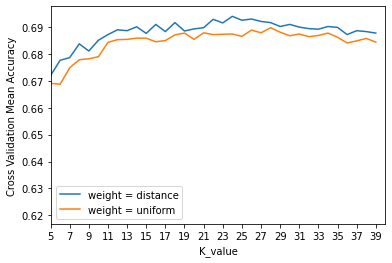 0.69
0.68
0.67
0.66
0.65
0.64
0.63
0.62
Cross Validation Mean Accuracy
weight = distance
weight = uniform
5 7 9 11 13 15 17 19 21 23 25 27 29 31 33 35 37 39
K_value